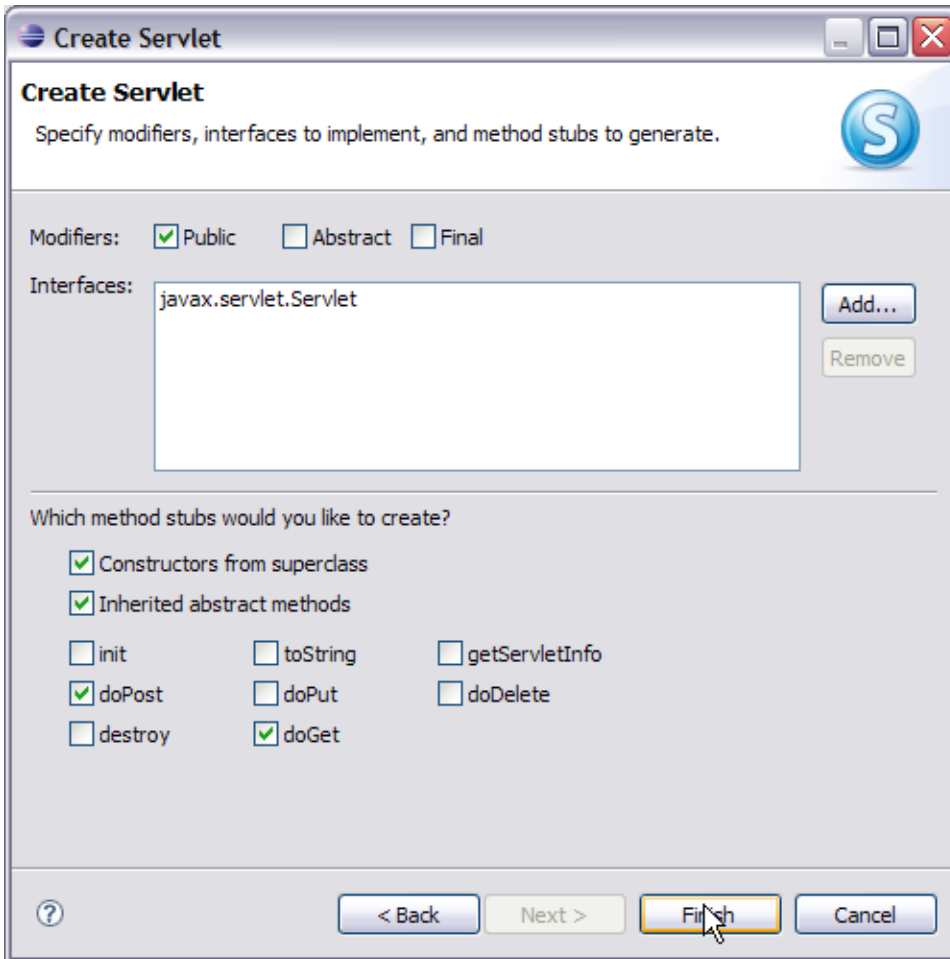 Create Servlet
Create Servlet
Specify modifiers, interfaces to implement, and method stubs to generate.
Modifiers: Public Abstract Final
Interfaces: javax.servlet.Servlet
Add...
Remove
Which method stubs would you like to create?
Constructors from superclass
Inherited abstract methods
init toString getServletInfo
doPost doPut doDelete
destroy doGet
< Back Next > Finish Cancel